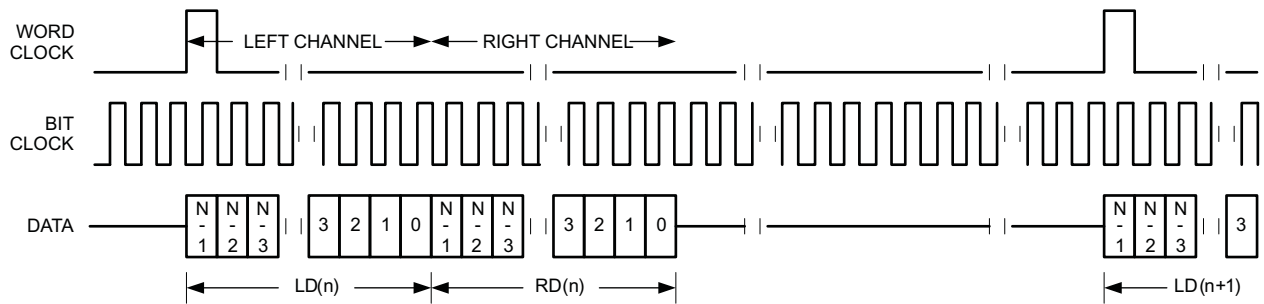 WORD
CLOCK
LEFT CHANNEL
RIGHT CHANNEL
BIT
CLOCK
DATA
N
-
1
N
-
2
N
-
3
3
2
1
0
N
-
1
N
-
2
N
-
3
3
2
1
0
N
-
1
N
-
2
N
-
3
3
LD(n)
RD(n)
LD(n+1)